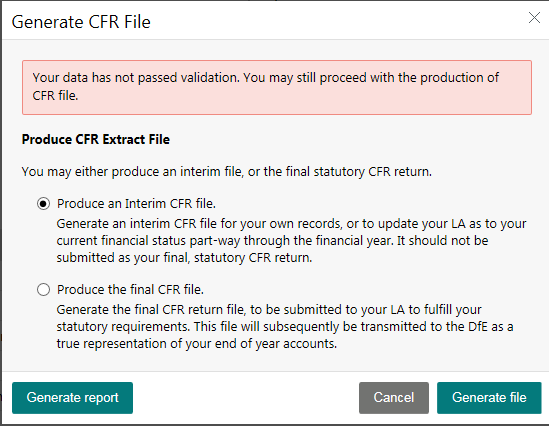 Generate CFR File
Your data has not passed validation. You may still proceed with the production of
CFR file.
Produce CFR Extract File
You may either produce an interim file, or the final statutory CFR return.
Produce an Interim CFR file.
Generate an interim CFR file for your own records, or to update your LA as to your
current financial status part-way through the financial year. It should not be
submitted as your final, statutory CFR return.
Produce the final CFR file.
Generate the final CFR return file, to be submitted to your LA to fulfill your
statutory requirements. This file will subsequently be transmitted to the DfE as a
true representation of your end of year accounts.
Generate report
Cancel
Generate file